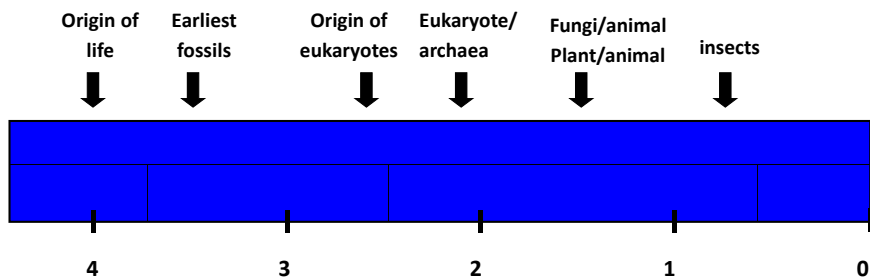 Origin of
life
Earliest
fossils
Origin of
eukaryotes
Eukaryote/
archaea
Fungi/animal
Plant/animal
insects
4 3 2 1 0